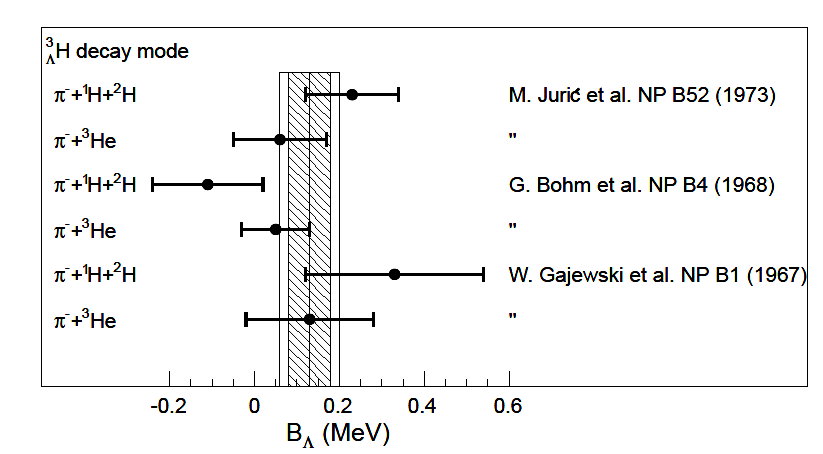 ³ΛH decay mode
π⁻+¹H+²H M. Jurić et al. NP B52 (1973)
π⁻+³He "
π⁻+¹H+²H G. Bohm et al. NP B4 (1968)
π⁻+³He "
π⁻+¹H+²H W. Gajewski et al. NP B1 (1967)
π⁻+³He "
-0.2 0 0.2 0.4 0.6
BΛ (MeV)